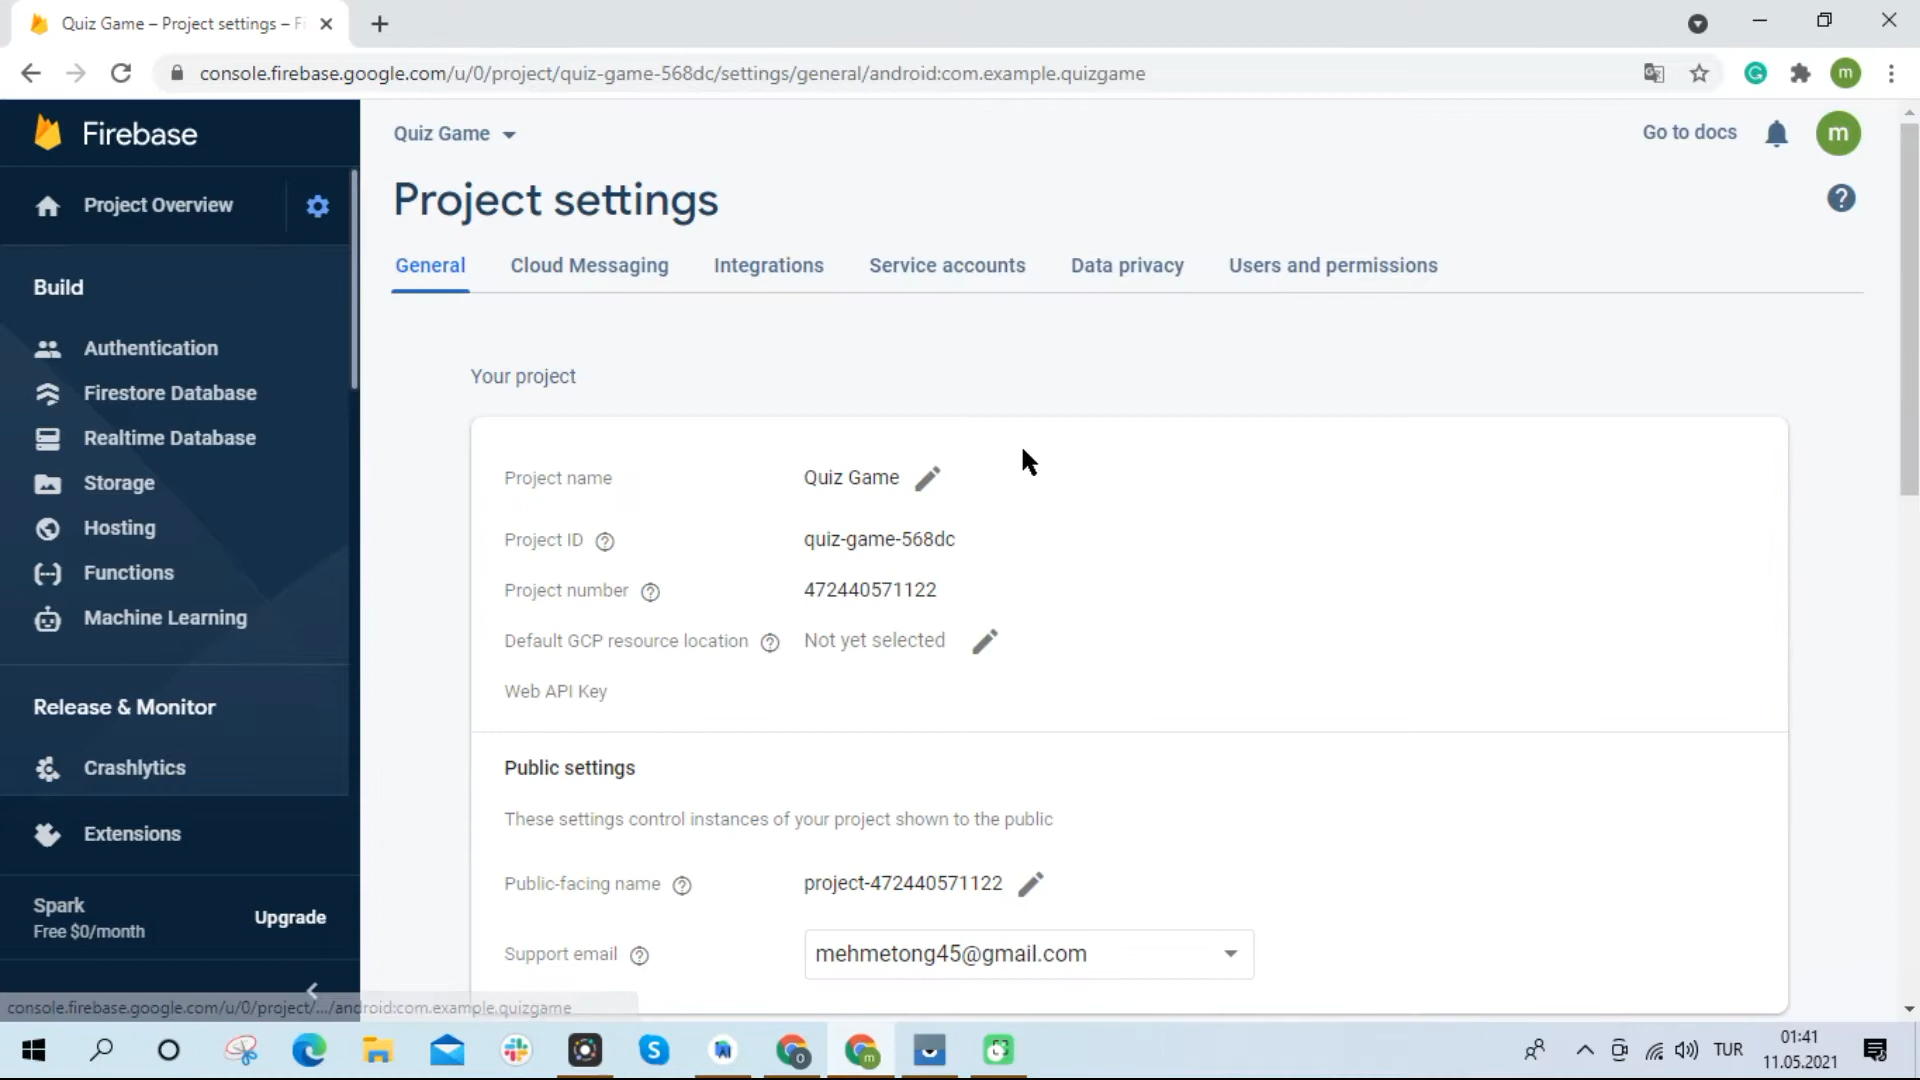 Quiz Game – Project settings – Fi
console.firebase.google.com/u/0/project/quiz-game-568dc/settings/general/android:com.example.quizgame
m
Firebase
Quiz Game
Go to docs
m
Project Overview
Project settings
General Cloud Messaging Integrations Service accounts Data privacy Users and permissions
Build
Authentication
Firestore Database
Realtime Database
Storage
Hosting
Functions
Machine Learning
Release & Monitor
Crashlytics
Extensions
Spark
Free $0/month
Upgrade
Your project
Project name Quiz Game
Project ID quiz-game-568dc
Project number 472440571122
Default GCP resource location Not yet selected
Web API Key
Public settings
These settings control instances of your project shown to the public
Public-facing name project-472440571122
Support email mehmetong45@gmail.com
console.firebase.google.com/u/0/project/.../android:com.example.quizgame
TUR
01:41
11.05.2021